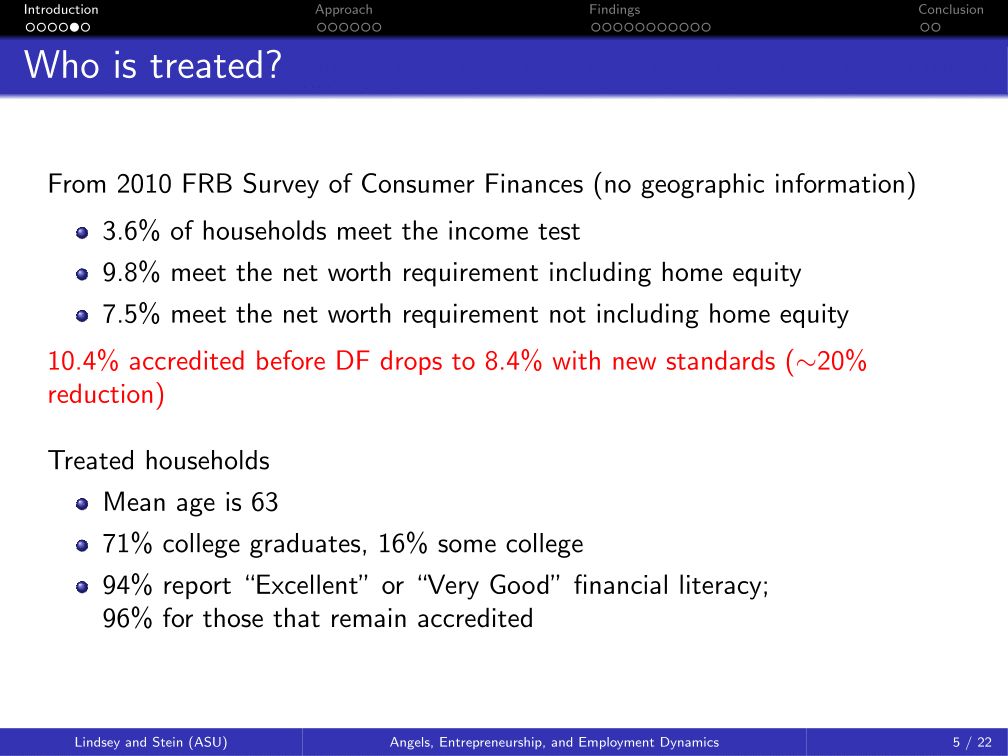 Introduction Approach Findings Conclusion
Who is treated?
From 2010 FRB Survey of Consumer Finances (no geographic information)
3.6% of households meet the income test
9.8% meet the net worth requirement including home equity
7.5% meet the net worth requirement not including home equity
10.4% accredited before DF drops to 8.4% with new standards (∼20%
reduction)
Treated households
Mean age is 63
71% college graduates, 16% some college
94% report “Excellent” or “Very Good” financial literacy;
96% for those that remain accredited
Lindsey and Stein (ASU) Angels, Entrepreneurship, and Employment Dynamics 5 / 22